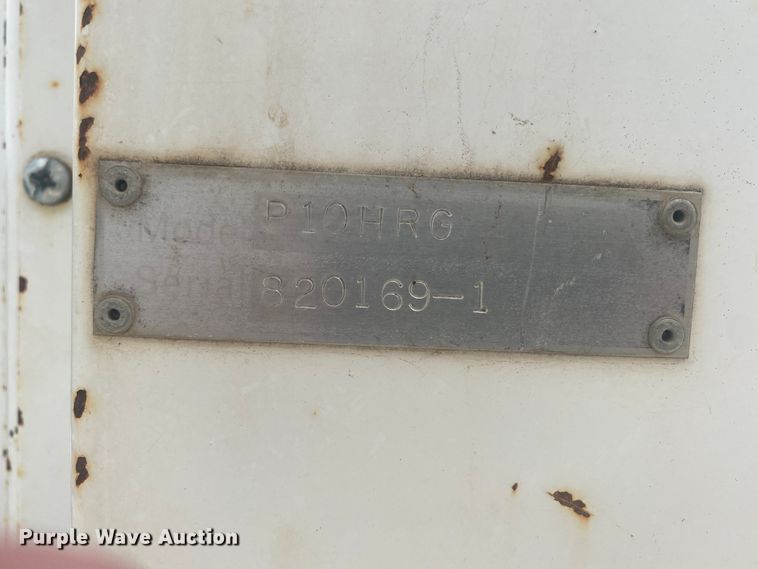 Model P10HRG
Serial 820169-1
Purple Wave Auction